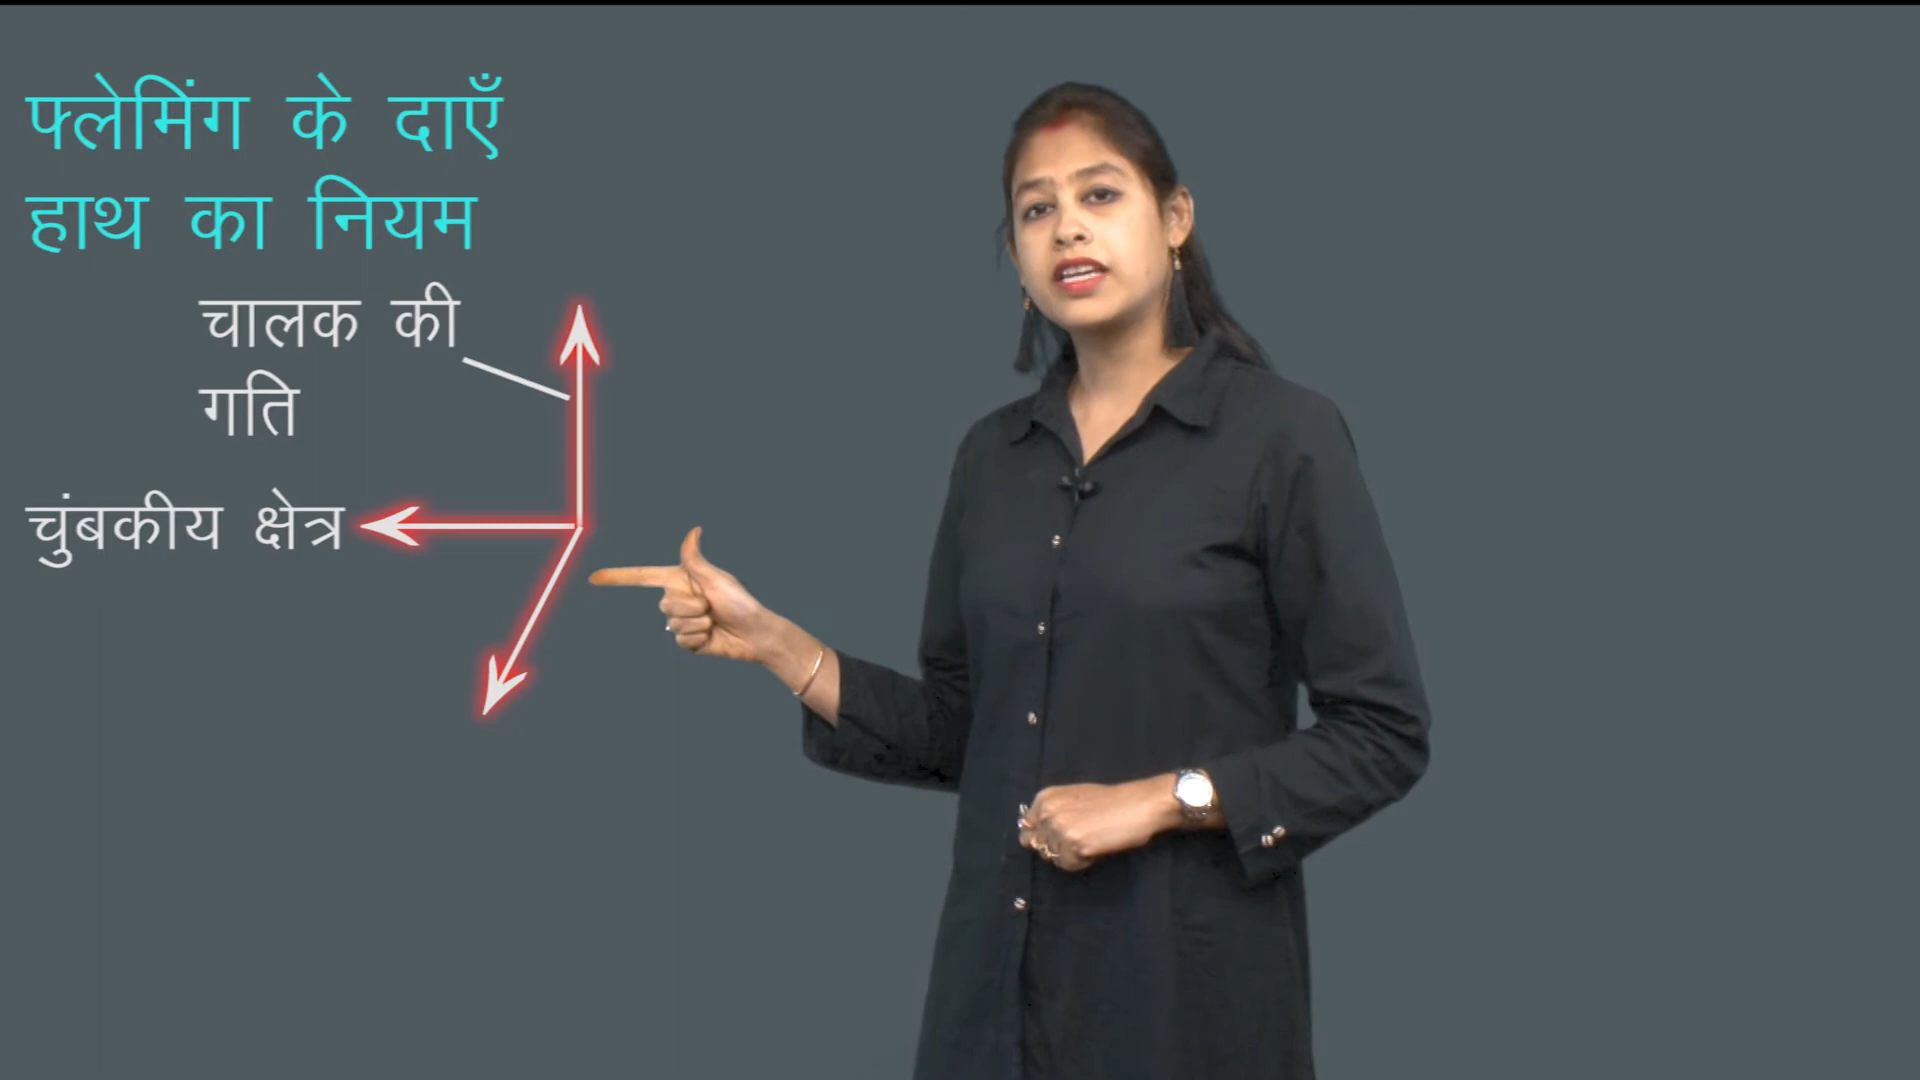 फ्लेमिंग के दाएँ
हाथ का नियम
चालक की
गति
चुंबकीय क्षेत्र